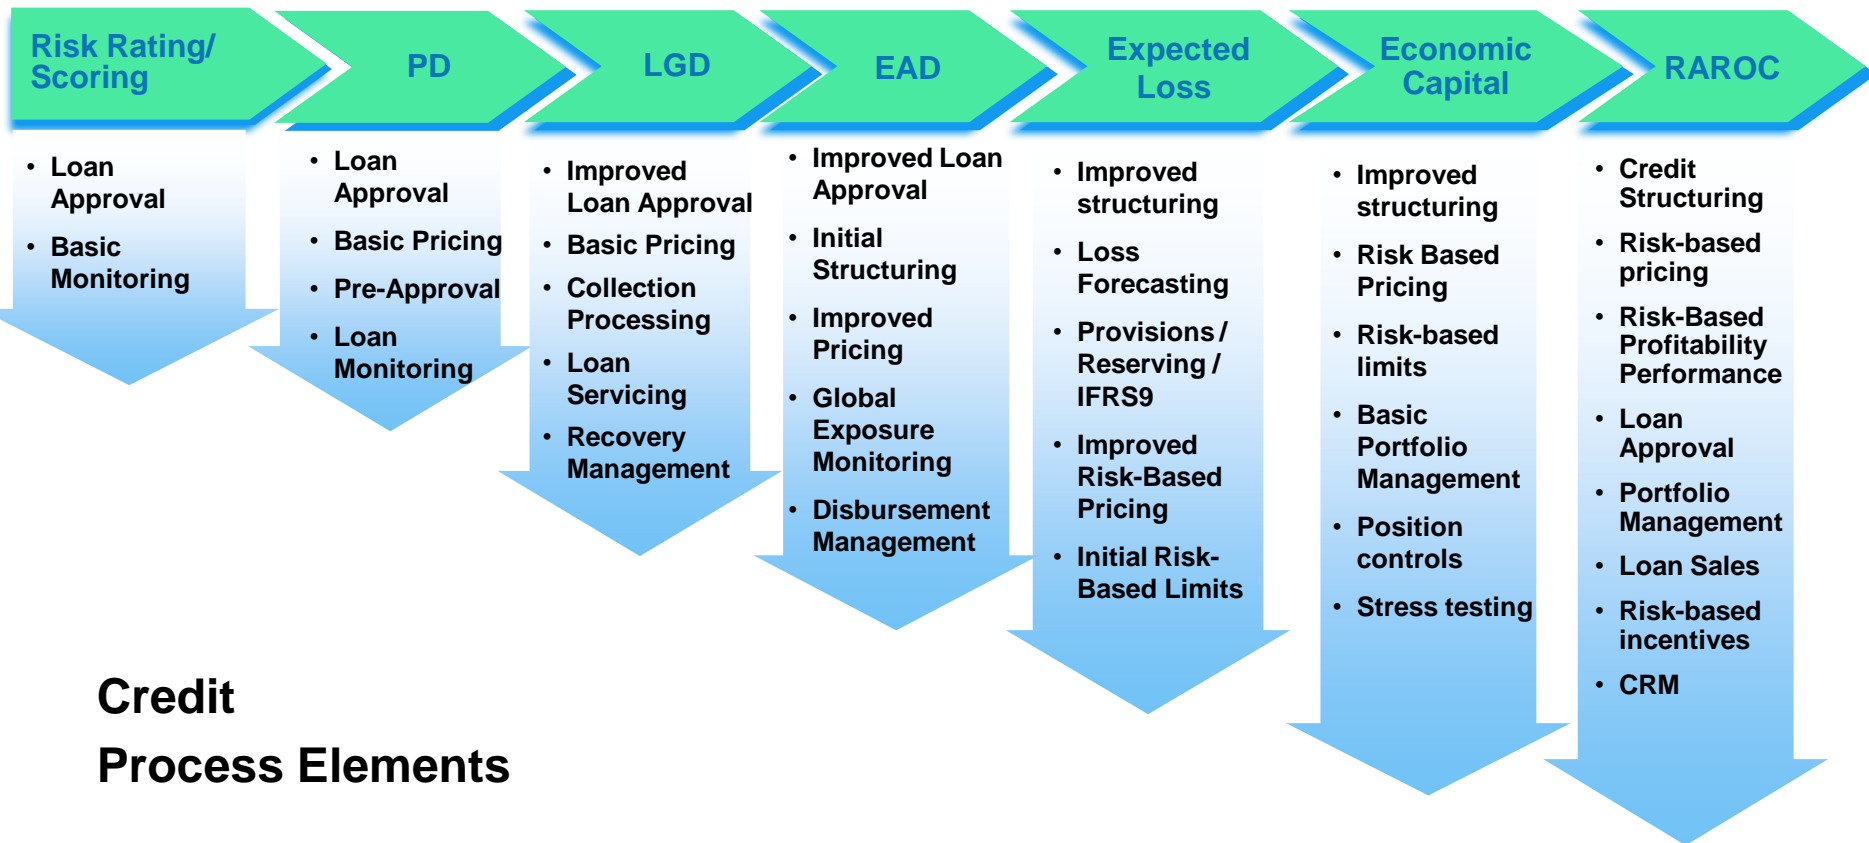 Risk Rating/
Scoring
PD
LGD
EAD
Expected
Loss
Economic
Capital
RAROC
• Loan
Approval
• Basic
Monitoring
• Loan
Approval
• Basic Pricing
• Pre-Approval
• Loan
Monitoring
• Improved
Loan Approval
• Basic Pricing
• Collection
Processing
• Loan
Servicing
• Recovery
Management
• Improved Loan
Approval
• Initial
Structuring
• Improved
Pricing
• Global
Exposure
Monitoring
• Disbursement
Management
• Improved
structuring
• Loss
Forecasting
• Provisions /
Reserving /
IFRS9
• Improved
Risk-Based
Pricing
• Initial Risk-
Based Limits
• Improved
structuring
• Risk Based
Pricing
• Risk-based
limits
• Basic
Portfolio
Management
• Position
controls
• Stress testing
• Credit
Structuring
• Risk-based
pricing
• Risk-Based
Profitability
Performance
• Loan
Approval
• Portfolio
Management
• Loan Sales
• Risk-based
incentives
• CRM
Credit
Process Elements